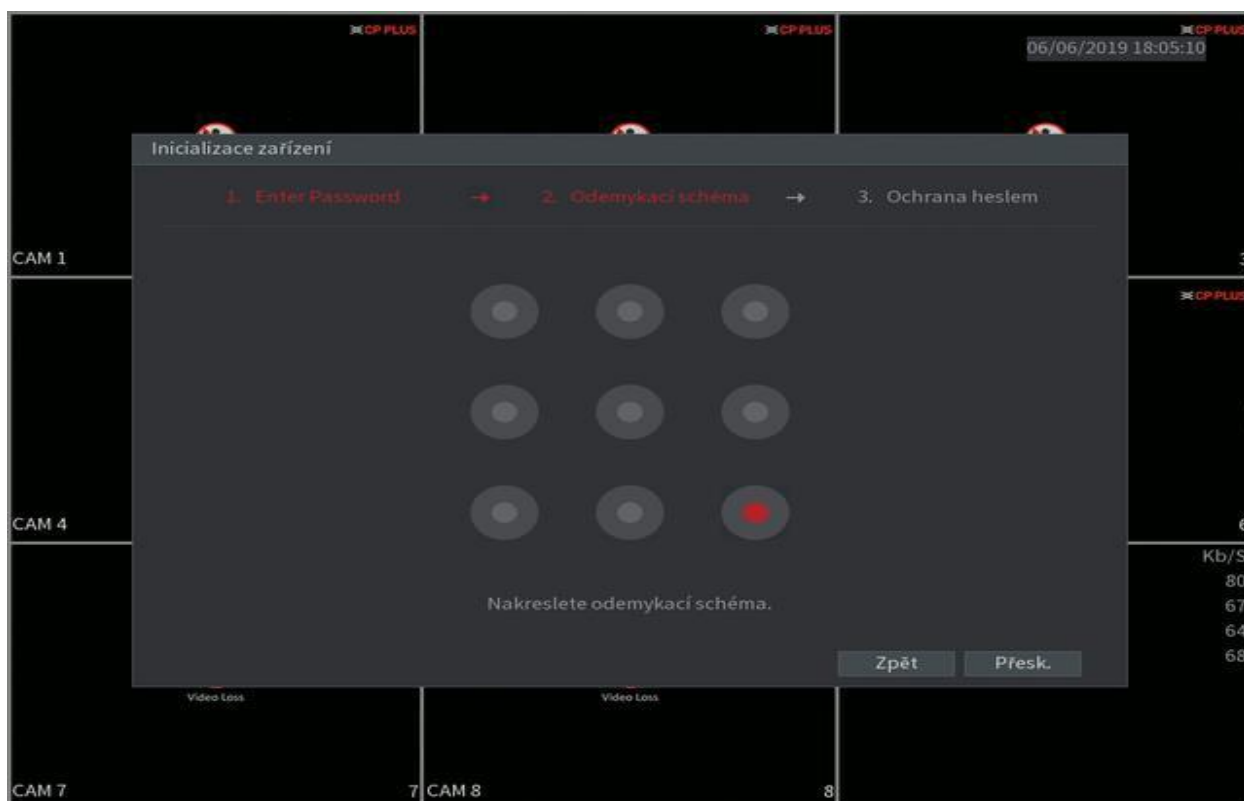 CP PLUS
CP PLUS
CP PLUS
06/06/2019 18:05:10
Inicializace zařízení
1. Enter Password → 2. Odemykací schéma → 3. Ochrana heslem
CAM 1
3
CP PLUS
CAM 4
6
Nakreslete odemykací schéma.
Kb/S
80
67
64
68
Zpět
Přesk.
Video Loss
Video Loss
CAM 7
7
CAM 8
8